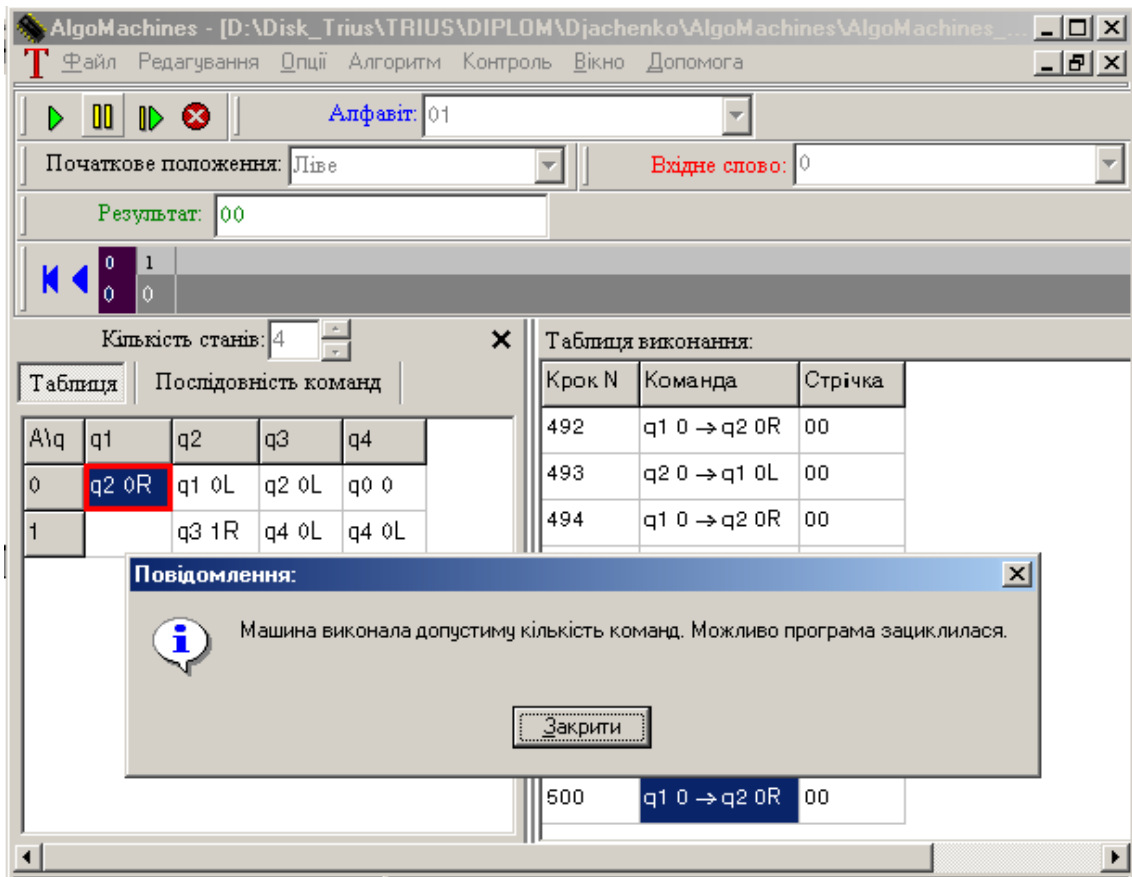 AlgoMachines - [D:\Disk_Trius\TRIUS\DIPLOM\Djachenko\AlgoMachines\AlgoMachines_...
T Файл Редагування Опції Алгоритм Контроль Вікно Допомога
Алфавіт: 01
Початкове положення: Ліве Вхідне слово: 0
Результат: 00
0 1
0 0
Кількість станів: 4
Таблиця виконання:
Таблиця Послідовність команд
Крок N Команда Стрічка
A\q q1 q2 q3 q4
492 q1 0 → q2 0R 00
0 q2 0R q1 0L q2 0L q0 0
493 q2 0 → q1 0L 00
1 q3 1R q4 0L q4 0L
494 q1 0 → q2 0R 00
Повідомлення:
Машина виконала допустиму кількість команд. Можливо програма зациклилася.
Закрити
500 q1 0 → q2 0R 00